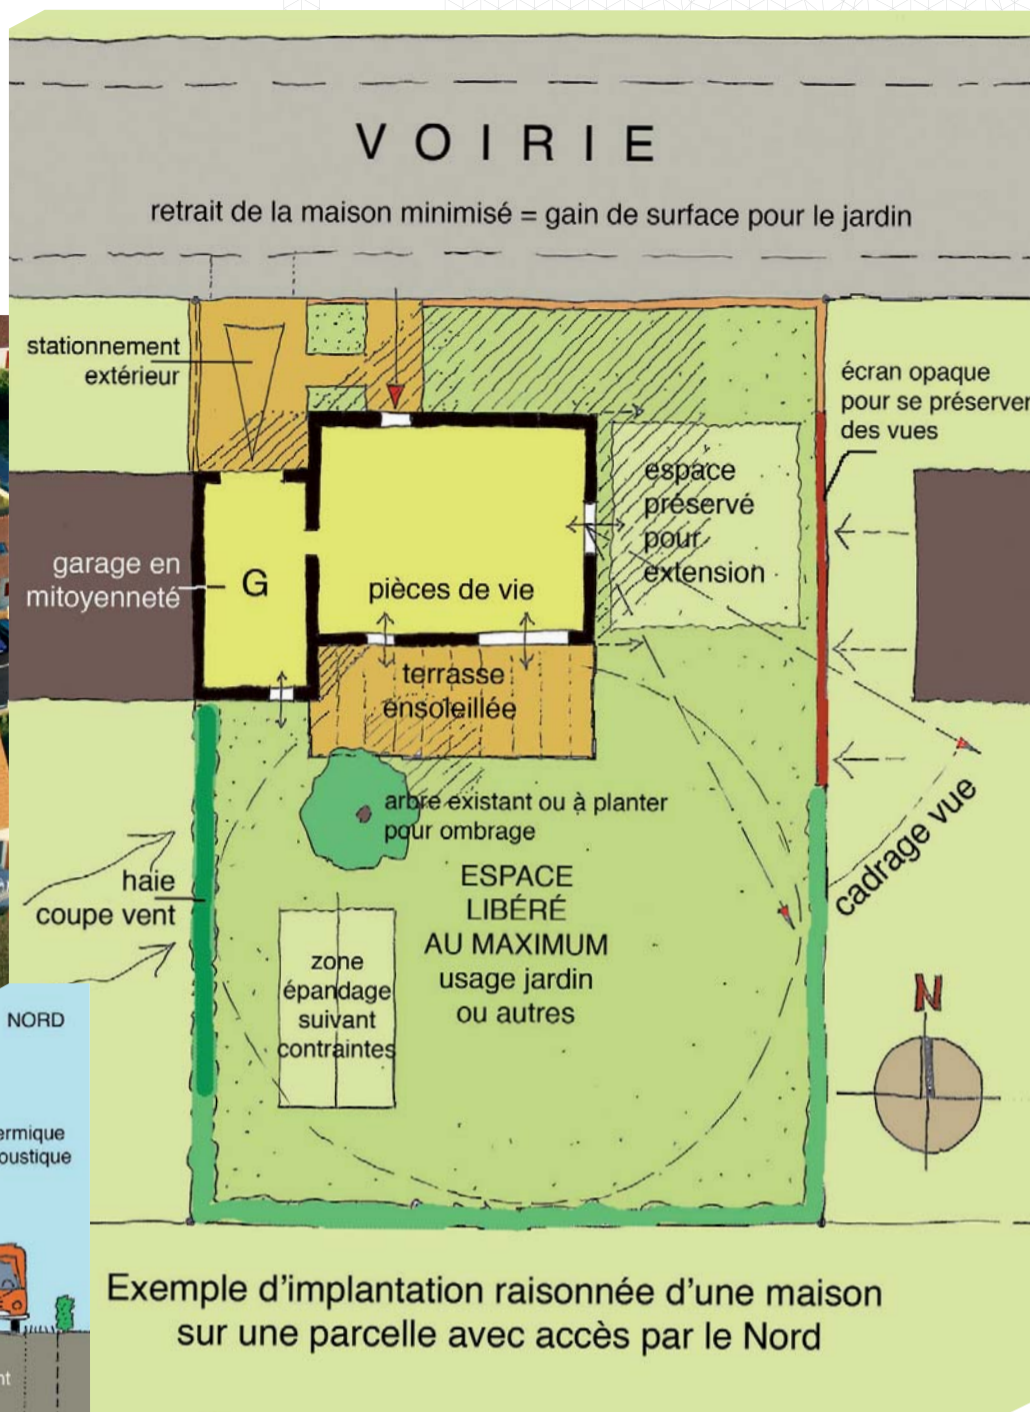 VOIRIE
retrait de la maison minimisé = gain de surface pour le jardin
stationnement
extérieur
écran opaque
pour se préserver
des vues
espace
préservé
pour
extension
garage en
mitoyenneté
G
pièces de vie
terrasse
ensoleillée
arbre existant ou à planter
pour ombrage
haie
coupe vent
ESPACE
LIBÉRÉ
AU MAXIMUM
usage jardin
ou autres
cadrage vue
zone
épandage
suivant
contraintes
N
NORD
Exemple d'implantation raisonnée d'une maison
sur une parcelle avec accès par le Nord